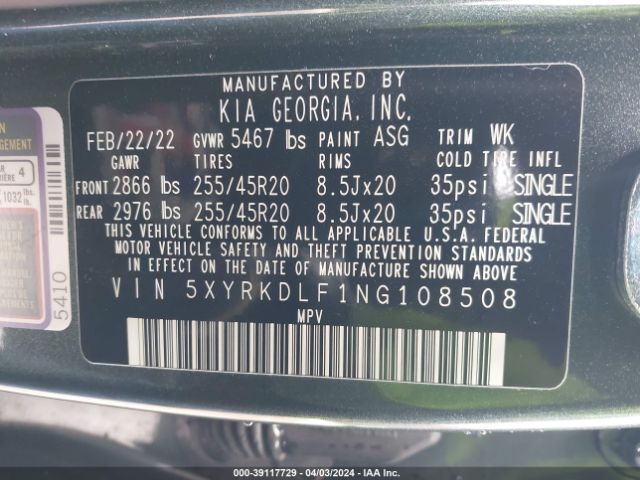 MANUFACTURED BY
KIA GEORGIA, INC.
FEB/22/22 GVWR 5467 lbs PAINT ASG TRIM WK
GAWR TIRES RIMS COLD TIRE INFL
FRONT 2866 lbs 255/45R20 8.5Jx20 35psi SINGLE
REAR 2976 lbs 255/45R20 8.5Jx20 35psi SINGLE
THIS VEHICLE CONFORMS TO ALL APPLICABLE U.S.A. FEDERAL
MOTOR VEHICLE SAFETY AND THEFT PREVENTION STANDARDS
IN EFFECT ON THE DATE OF MANUFACTURE SHOWN ABOVE
VIN 5XYRKDLF1NG108508
MPV
4
1032 lbs.
5410
000-39117729 - 04/03/2024 - IAA Inc.